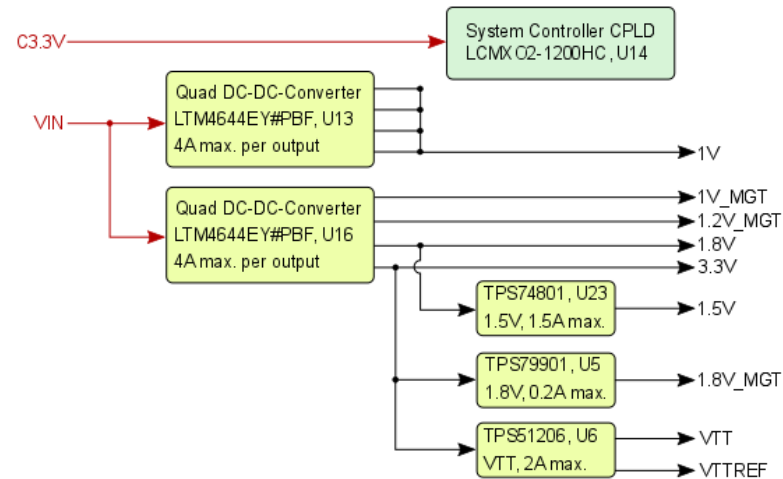 C3.3V
System Controller CPLD
LCMXO2-1200HC, U14
Quad DC-DC-Converter
LTM4644EY#PBF, U13
4A max. per output
VIN
1V
Quad DC-DC-Converter
LTM4644EY#PBF, U16
4A max. per output
1V_MGT
1.2V_MGT
1.8V
3.3V
TPS74801, U23
1.5V, 1.5A max.
1.5V
TPS79901, U5
1.8V, 0.2A max.
1.8V_MGT
TPS51206, U6
VTT, 2A max.
VTT
VTTREF